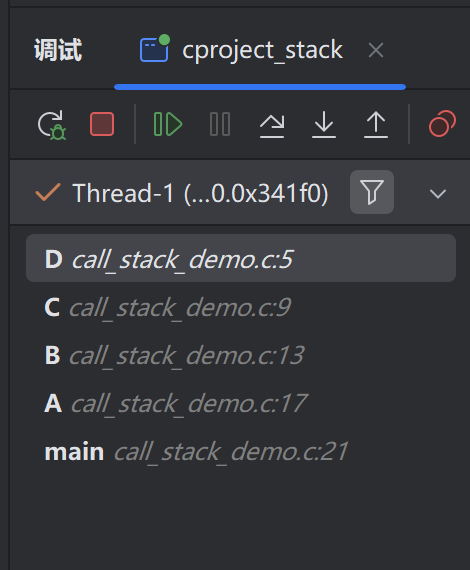 调试 cproject_stack
Thread-1 (...0.0x341f0)
D call_stack_demo.c:5
C call_stack_demo.c:9
B call_stack_demo.c:13
A call_stack_demo.c:17
main call_stack_demo.c:21